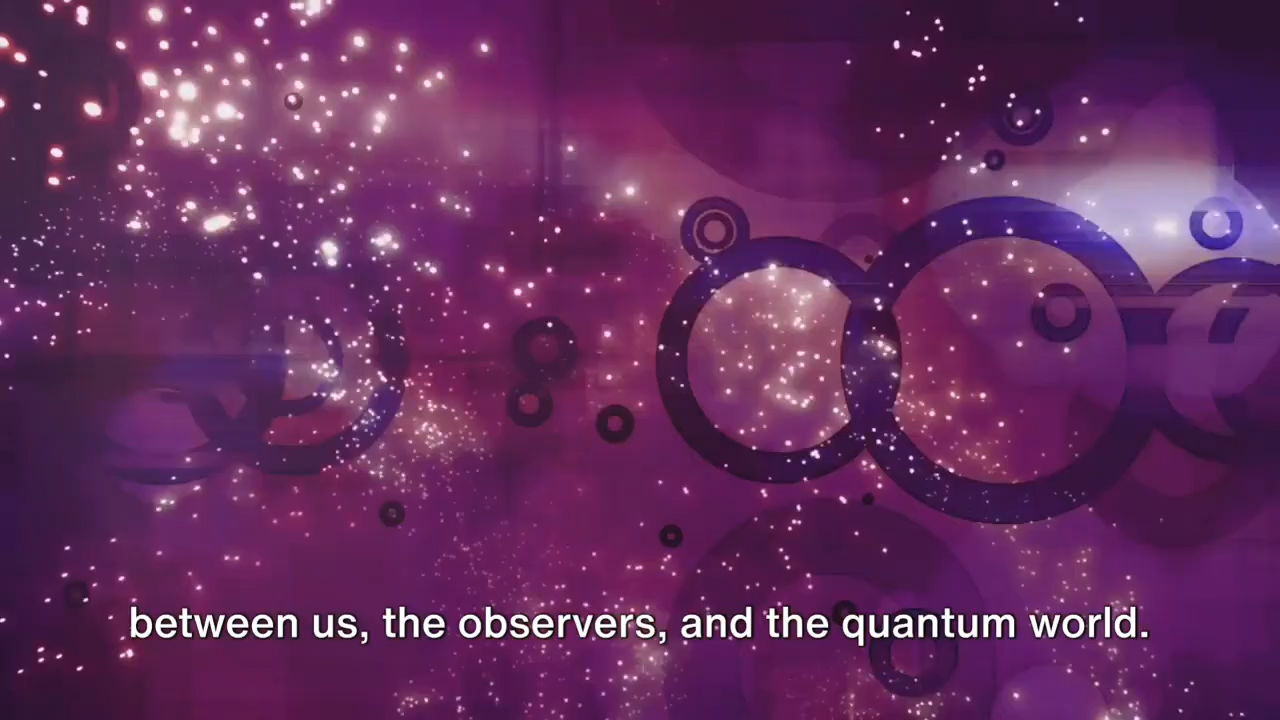 between us, the observers, and the quantum world.